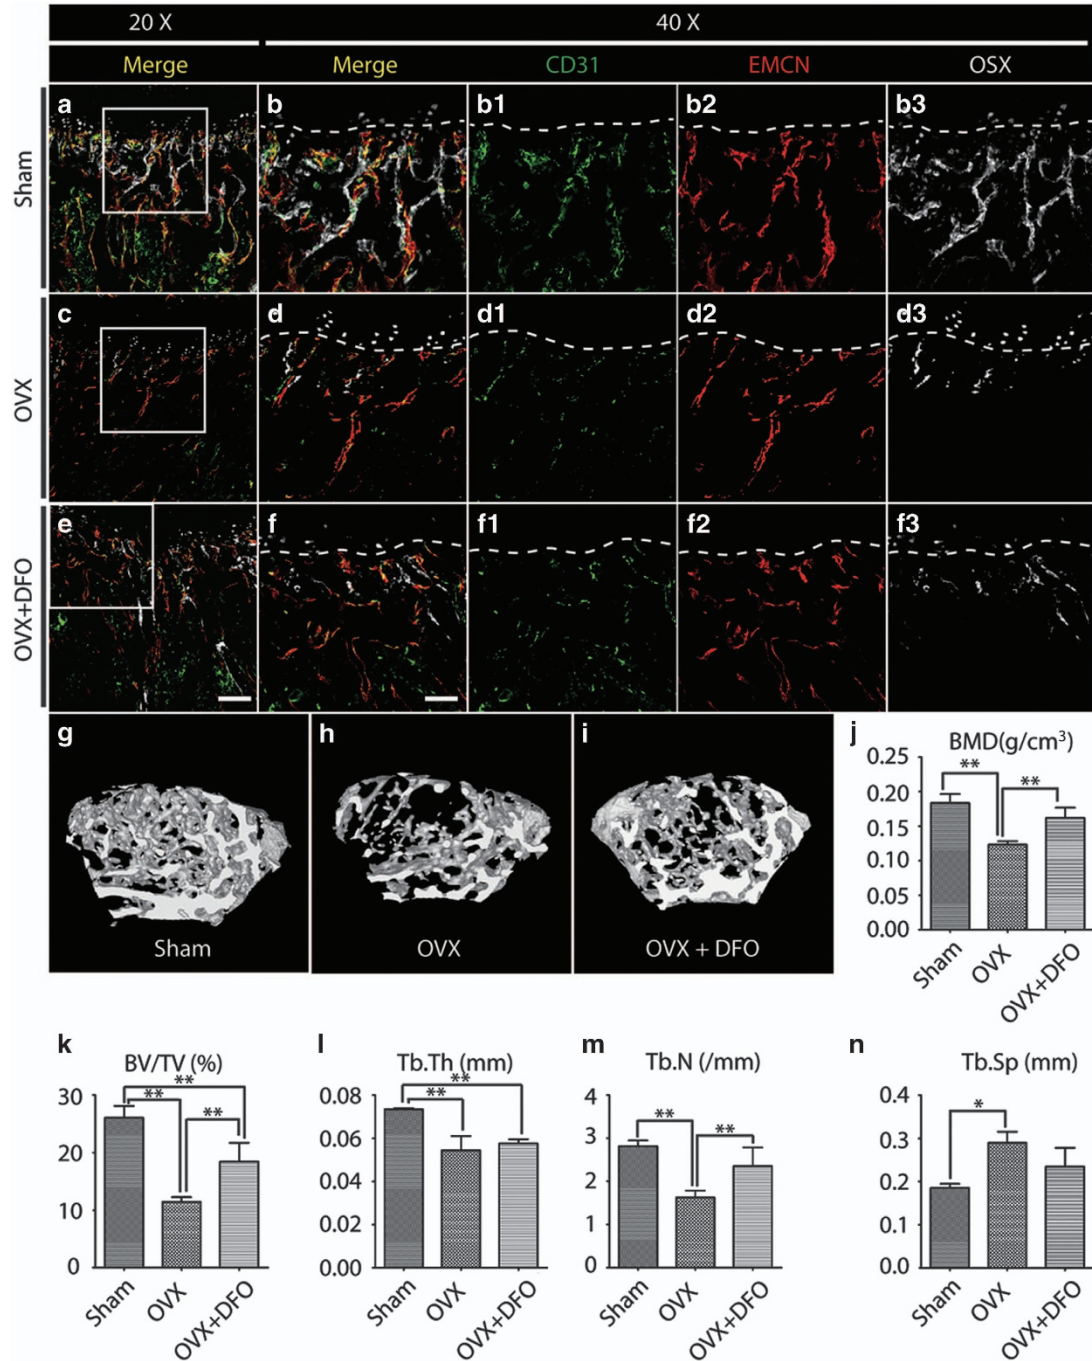 20 X 40 X
Merge Merge CD31 EMCN OSX
Sham
a b b1 b2 b3
OVX
c d d1 d2 d3
OVX+DFO
e f f1 f2 f3
g h i
Sham OVX OVX + DFO
j
BMD(g/cm³)
0.25
0.20
0.15
0.10
0.05
0.00
** **
Sham OVX OVX+DFO
k
BV/TV (%)
30
20
10
0
** ** **
Sham OVX OVX+DFO
l
Tb.Th (mm)
0.08
0.06
0.04
0.02
0.00
** **
Sham OVX OVX+DFO
m
Tb.N (/mm)
4
3
2
1
0
** **
Sham OVX OVX+DFO
n
Tb.Sp (mm)
0.4
0.3
0.2
0.1
0.0
*
Sham OVX OVX+DFO